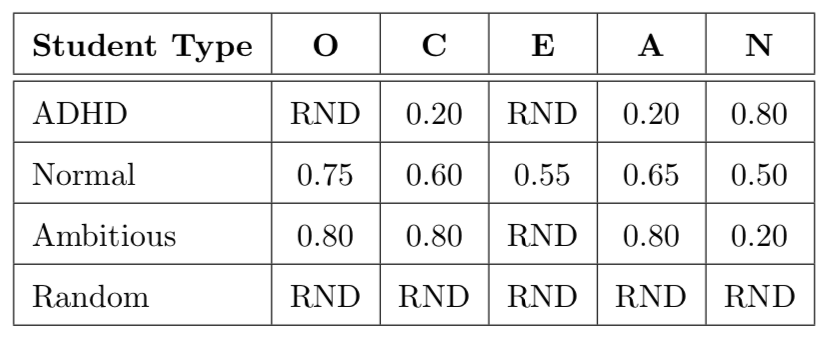 Student Type O C E A N
ADHD RND 0.20 RND 0.20 0.80
Normal 0.75 0.60 0.55 0.65 0.50
Ambitious 0.80 0.80 RND 0.80 0.20
Random RND RND RND RND RND